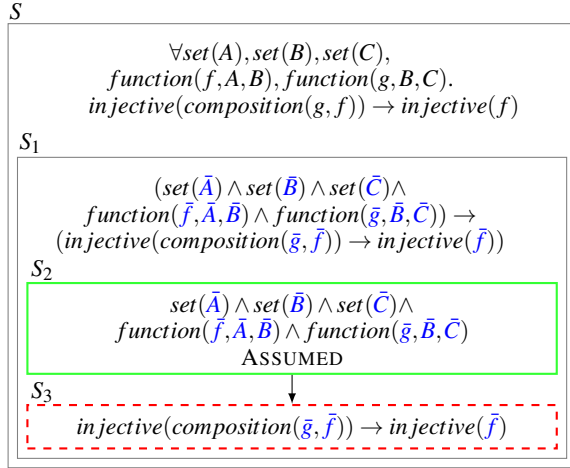 S
∀set(A),set(B),set(C),
function(f,A,B),function(g,B,C).
injective(composition(g,f)) → injective(f)
S₁
(set(Ā)∧set(B̄)∧set(C̄)∧
function(f̄,Ā,B̄)∧function(ḡ,B̄,C̄)) →
(injective(composition(ḡ,f̄)) → injective(f̄))
S₂
set(Ā)∧set(B̄)∧set(C̄)∧
function(f̄,Ā,B̄)∧function(ḡ,B̄,C̄)
ASSUMED
S₃
injective(composition(ḡ,f̄)) → injective(f̄)